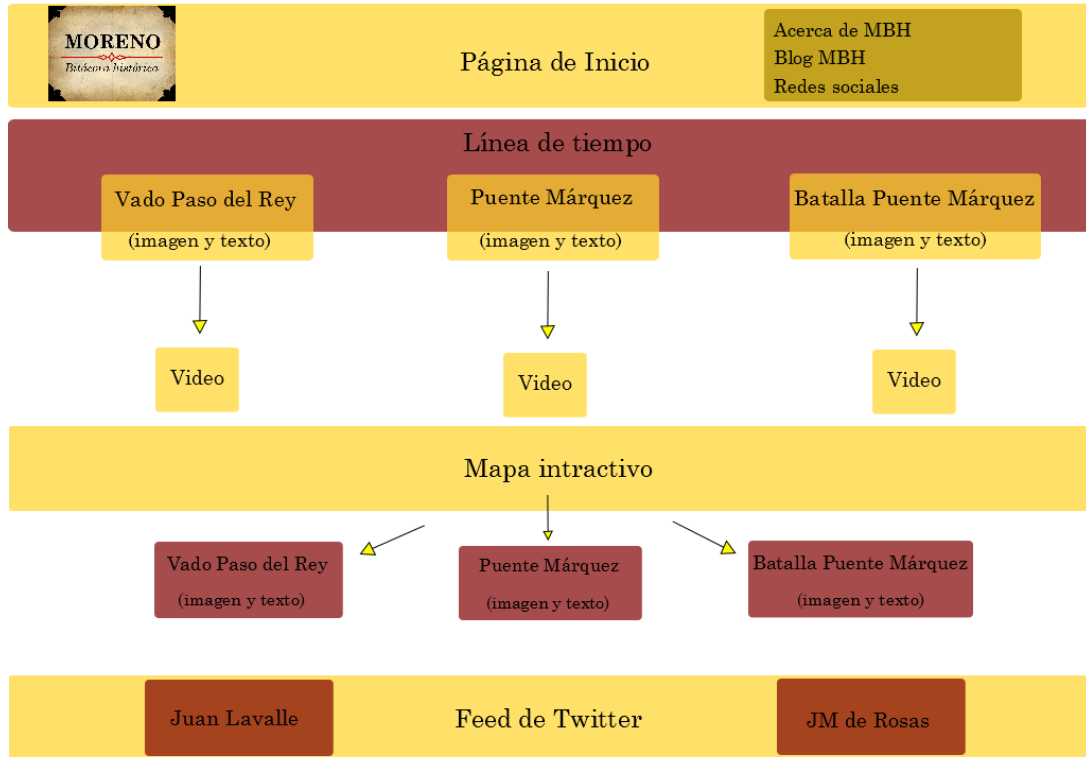 MORENO
Bitácora histórica
Página de Inicio
Acerca de MBH
Blog MBH
Redes sociales
Línea de tiempo
Vado Paso del Rey
(imagen y texto)
Puente Márquez
(imagen y texto)
Batalla Puente Márquez
(imagen y texto)
Video
Video
Video
Mapa intractivo
Vado Paso del Rey
(imagen y texto)
Puente Márquez
(imagen y texto)
Batalla Puente Márquez
(imagen y texto)
Juan Lavalle
Feed de Twitter
JM de Rosas